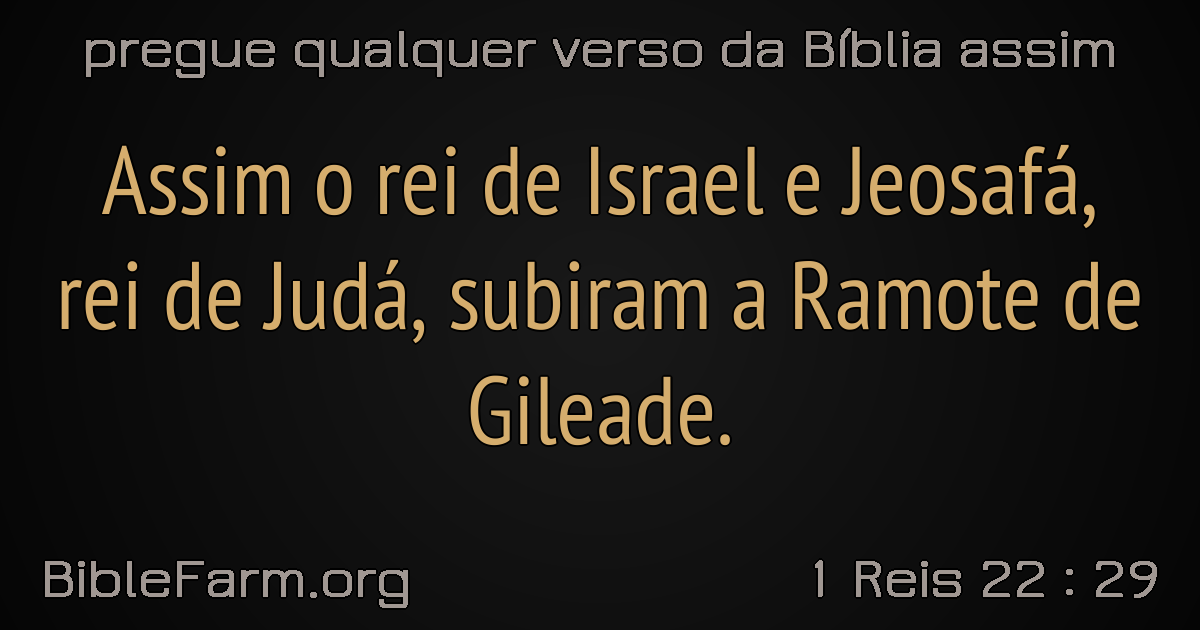 pregue qualquer verso da Bíblia assim
Assim o rei de Israel e Jeosafá,
rei de Judá, subiram a Ramote de
Gileade.
BibleFarm.org
1 Reis 22 : 29